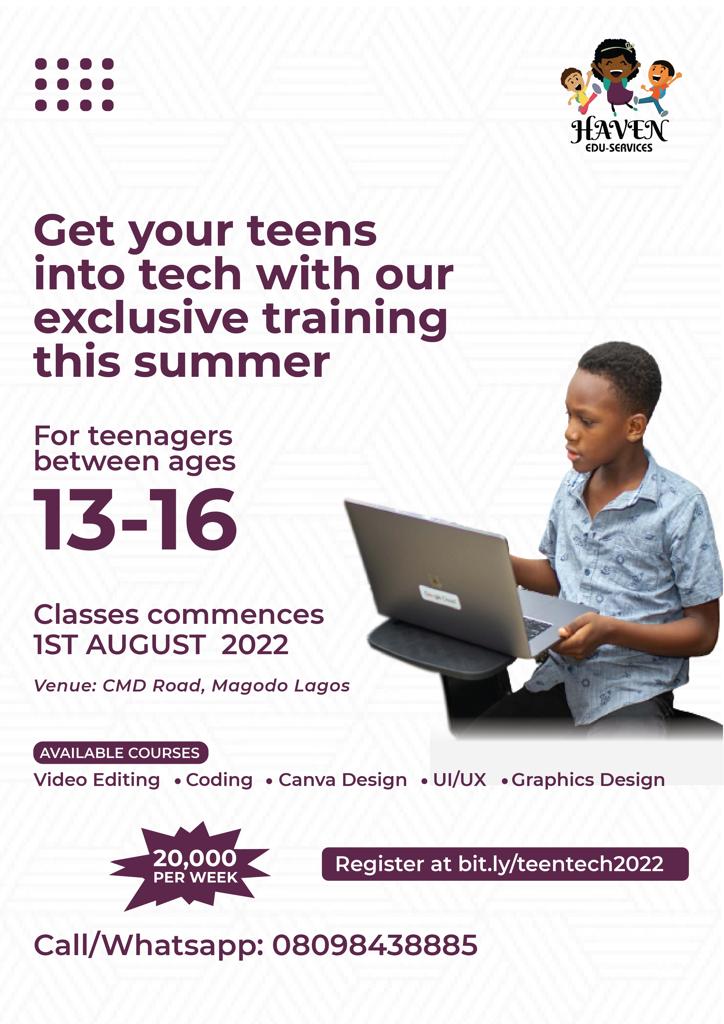 HAVEN
EDU-SERVICES
Get your teens
into tech with our
exclusive training
this summer
For teenagers
between ages
13-16
Classes commences
1ST AUGUST 2022
Venue: CMD Road, Magodo Lagos
Google Cloud
AVAILABLE COURSES
Video Editing • Coding • Canva Design • UI/UX • Graphics Design
20,000
PER WEEK
Register at bit.ly/teentech2022
Call/Whatsapp: 08098438885